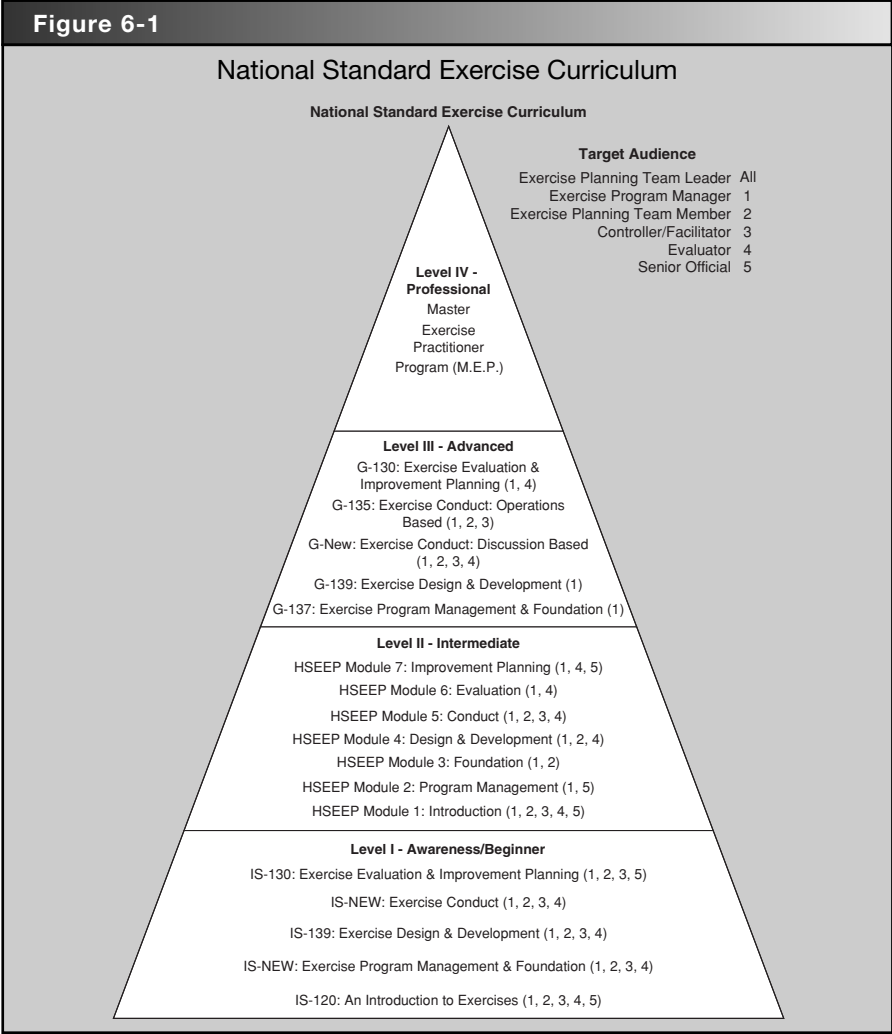 Figure 6-1
National Standard Exercise Curriculum
National Standard Exercise Curriculum
Target Audience
Exercise Planning Team Leader All
Exercise Program Manager 1
Exercise Planning Team Member 2
Controller/Facilitator 3
Evaluator 4
Senior Official 5
Level IV -
Professional
Master
Exercise
Practitioner
Program (M.E.P.)
Level III - Advanced
G-130: Exercise Evaluation &
Improvement Planning (1, 4)
G-135: Exercise Conduct: Operations
Based (1, 2, 3)
G-New: Exercise Conduct: Discussion Based
(1, 2, 3, 4)
G-139: Exercise Design & Development (1)
G-137: Exercise Program Management & Foundation (1)
Level II - Intermediate
HSEEP Module 7: Improvement Planning (1, 4, 5)
HSEEP Module 6: Evaluation (1, 4)
HSEEP Module 5: Conduct (1, 2, 3, 4)
HSEEP Module 4: Design & Development (1, 2, 4)
HSEEP Module 3: Foundation (1, 2)
HSEEP Module 2: Program Management (1, 5)
HSEEP Module 1: Introduction (1, 2, 3, 4, 5)
Level I - Awareness/Beginner
IS-130: Exercise Evaluation & Improvement Planning (1, 2, 3, 5)
IS-NEW: Exercise Conduct (1, 2, 3, 4)
IS-139: Exercise Design & Development (1, 2, 3, 4)
IS-NEW: Exercise Program Management & Foundation (1, 2, 3, 4)
IS-120: An Introduction to Exercises (1, 2, 3, 4, 5)